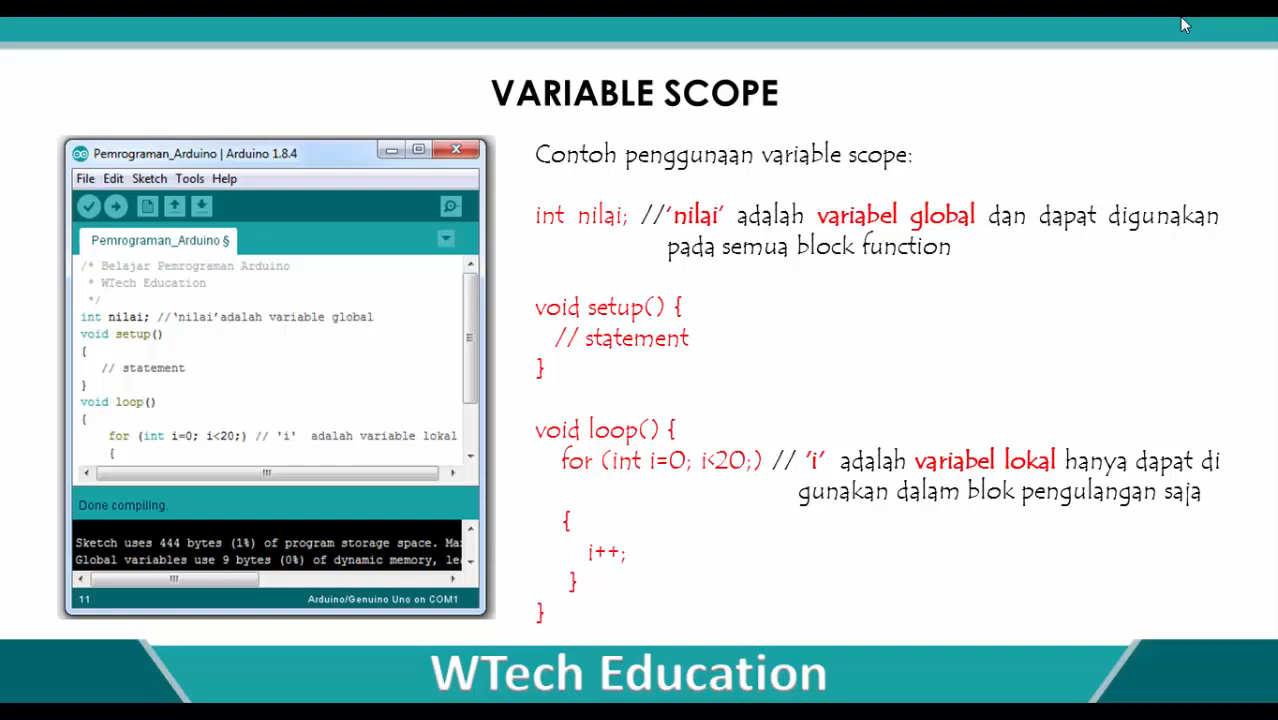 VARIABLE SCOPE
Pemrograman_Arduino | Arduino 1.8.4
File Edit Sketch Tools Help
Pemrograman_Arduino §
/* Belajar Pemrograman Arduino
* WTech Education
*/
int nilai; //'nilai'adalah variable global
void setup()
{
// statement
}
void loop()
{
for (int i=0; i<20;) // 'i' adalah variable lokal
{
Done compiling.
Sketch uses 444 bytes (1%) of program storage space. Ma
Global variables use 9 bytes (0%) of dynamic memory, le
11 Arduino/Genuino Uno on COM1
Contoh penggunaan variable scope:
int nilai; //'nilai' adalah variabel global dan dapat digunakan
pada semua block function
void setup() {
// statement
}
void loop() {
for (int i=0; i<20;) // 'i' adalah variabel lokal hanya dapat di
gunakan dalam blok pengulangan saja
{
i++;
}
}
WTech Education